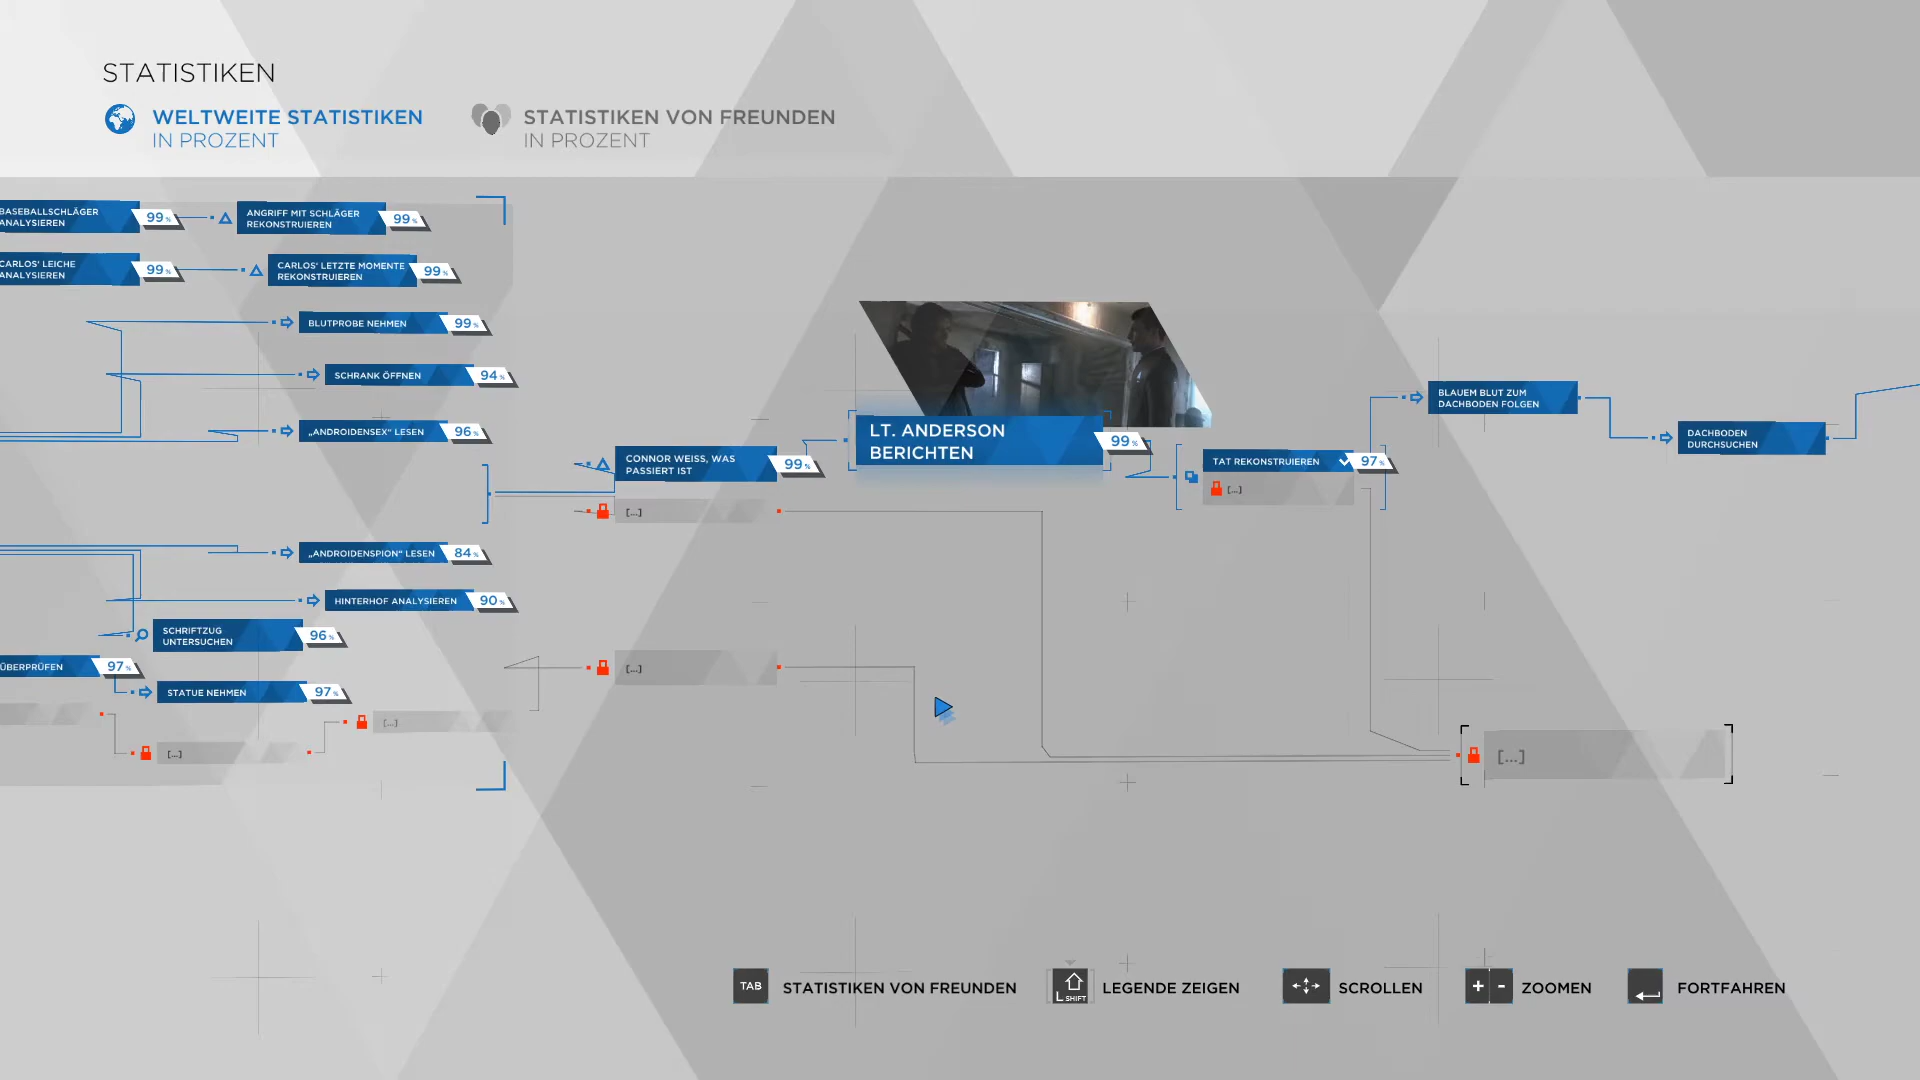 STATISTIKEN
WELTWEITE STATISTIKEN
IN PROZENT
STATISTIKEN VON FREUNDEN
IN PROZENT
BASEBALLSCHLÄGER
ANALYSIEREN
99%
ANGRIFF MIT SCHLÄGER
REKONSTRUIEREN
99%
CARLOS' LEICHE
ANALYSIEREN
99%
CARLOS' LETZTE MOMENTE
REKONSTRUIEREN
99%
BLUTPROBE NEHMEN
99%
SCHRANK ÖFFNEN
94%
„ANDROIDENSEX“ LESEN
96%
CONNOR WEISS, WAS
PASSIERT IST
99%
[...]
LT. ANDERSON
BERICHTEN
99%
TAT REKONSTRUIEREN
97%
[...]
BLAUEM BLUT ZUM
DACHBODEN FOLGEN
DACHBODEN
DURCHSUCHEN
„ANDROIDENSPION“ LESEN
84%
HINTERHOF ANALYSIEREN
90%
SCHRIFTZUG
UNTERSUCHEN
96%
ÜBERPRÜFEN
97%
STATUE NEHMEN
97%
[...]
[...]
[...]
[...]
TAB
STATISTIKEN VON FREUNDEN
L SHIFT
LEGENDE ZEIGEN
SCROLLEN
+ -
ZOOMEN
FORTFAHREN